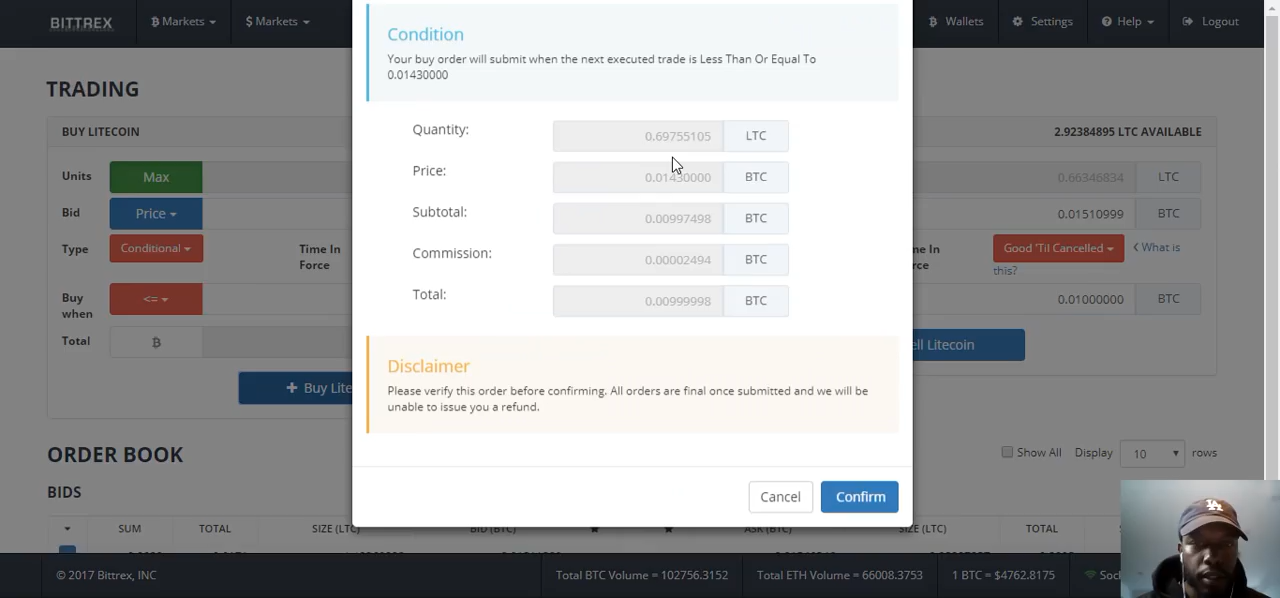 BITTREX
Ƀ Markets
$ Markets
Ƀ Wallets
Settings
Help
Logout
TRADING
BUY LITECOIN
2.92384895 LTC AVAILABLE
Units
Max
0.66346834 LTC
Bid
Price
0.01510999 BTC
Type
Conditional
Time In
Force
Good 'Til Cancelled
What is
this?
Buy
when
<=
0.01000000 BTC
Total
Ƀ
+ Buy Lite
ell Litecoin
Condition
Your buy order will submit when the next executed trade is Less Than Or Equal To
0.01430000
Quantity: 0.69755105 LTC
Price: 0.01430000 BTC
Subtotal: 0.00997498 BTC
Commission: 0.00002494 BTC
Total: 0.00999998 BTC
Disclaimer
Please verify this order before confirming. All orders are final once submitted and we will be
unable to issue you a refund.
Cancel
Confirm
ORDER BOOK
Show All Display 10 rows
BIDS
SUM TOTAL SIZE (LTC) BID (BTC) ASK (BTC) SIZE (LTC) TOTAL
© 2017 Bittrex, INC
Total BTC Volume = 102756.3152
Total ETH Volume = 66008.3753
1 BTC = $4762.8175
Soc
LA